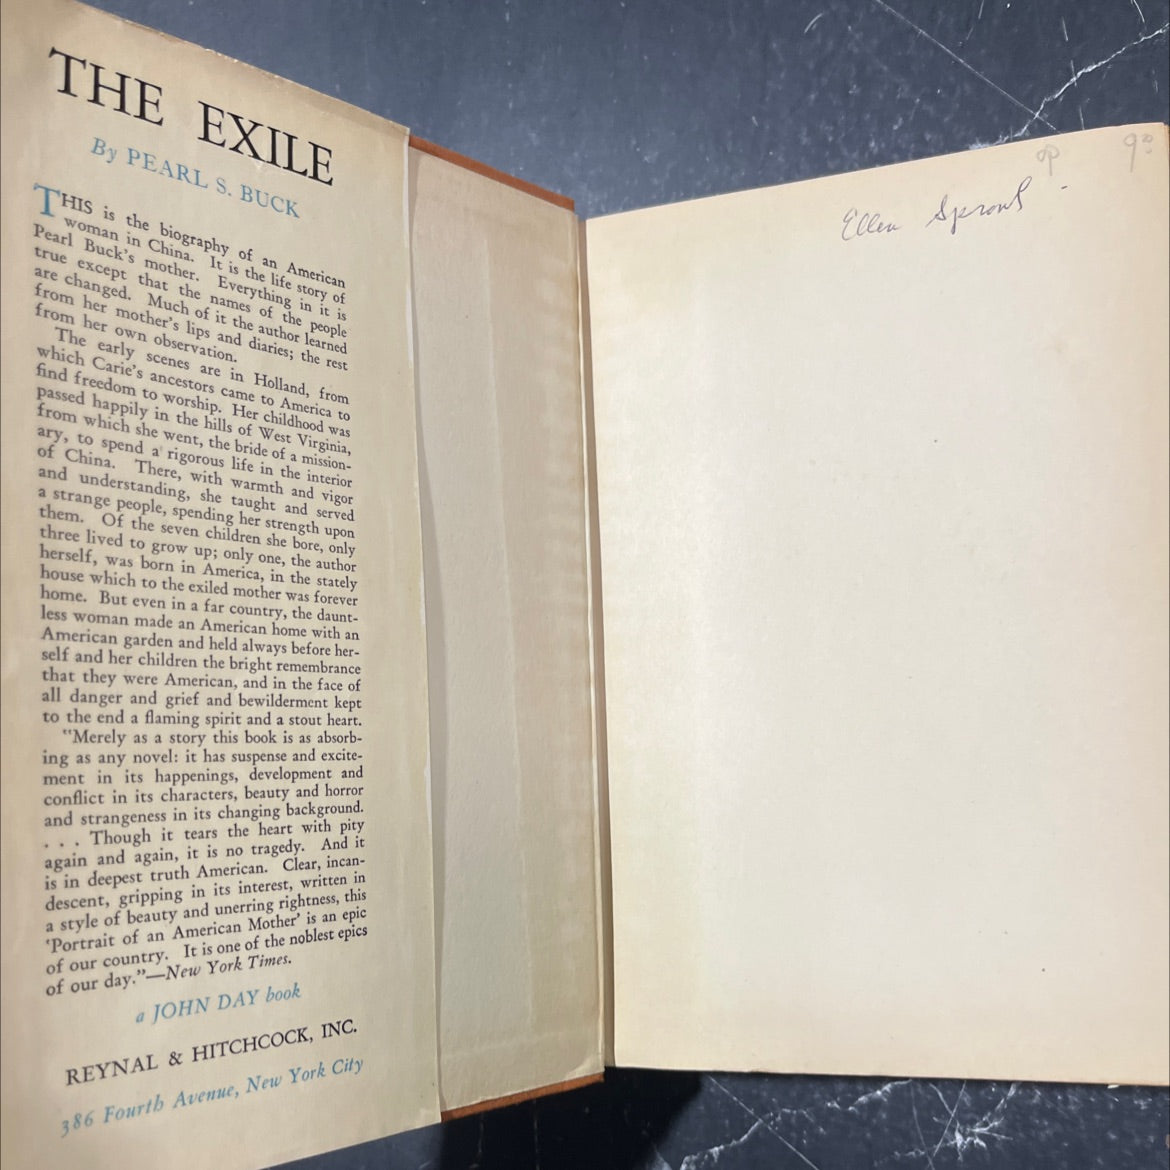 THE EXILE
By PEARL S. BUCK
THIS is the biography of an American
woman in China. It is the life story of
Pearl Buck's mother. Everything in it is
true except that the names of the people
are changed. Much of it the author learned
from her mother's lips and diaries; the rest
from her own observation.
The early scenes are in Holland, from
which Carie's ancestors came to America to
find freedom to worship. Her childhood was
passed happily in the hills of West Virginia,
from which she went, the bride of a mission-
ary, to spend a rigorous life in the interior
of China. There, with warmth and vigor
and understanding, she taught and served
a strange people, spending her strength upon
them. Of the seven children she bore, only
three lived to grow up; only one, the author
herself, was born in America, in the stately
house which to the exiled mother was forever
home. But even in a far country, the daunt-
less woman made an American home with an
American garden and held always before her-
self and her children the bright remembrance
that they were American, and in the face of
all danger and grief and bewilderment kept
to the end a flaming spirit and a stout heart.
"Merely as a story this book is as absorb-
ing as any novel: it has suspense and excite-
ment in its happenings, development and
conflict in its characters, beauty and horror
and strangeness in its changing background.
. . . Though it tears the heart with pity
again and again, it is no tragedy. And it
is in deepest truth American. Clear, incan-
descent, gripping in its interest, written in
a style of beauty and unerring rightness, this
'Portrait of an American Mother' is an epic
of our country. It is one of the noblest epics
of our day."—New York Times.
a JOHN DAY book
REYNAL & HITCHCOCK, INC.
386 Fourth Avenue, New York City
Ellen